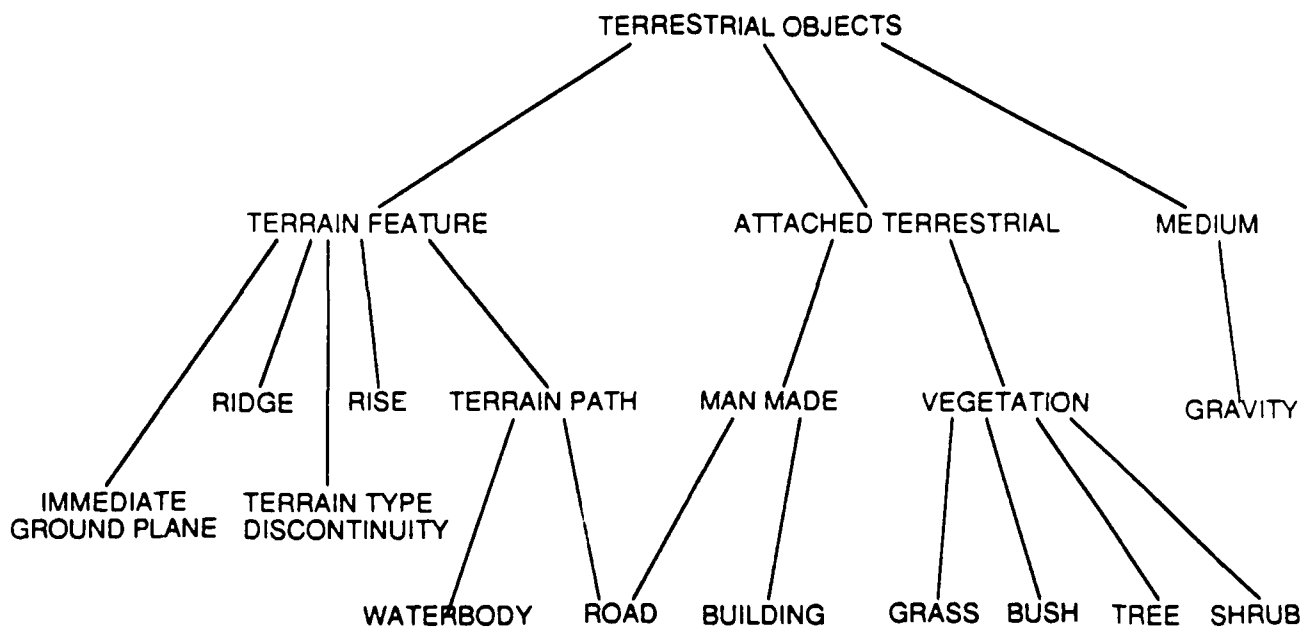 TERRESTRIAL OBJECTS
TERRAIN FEATURE
ATTACHED TERRESTRIAL
MEDIUM
RIDGE
RISE
TERRAIN PATH
MAN MADE
VEGETATION
GRAVITY
IMMEDIATE
GROUND PLANE
TERRAIN TYPE
DISCONTINUITY
WATERBODY
ROAD
BUILDING
GRASS
BUSH
TREE
SHRUB